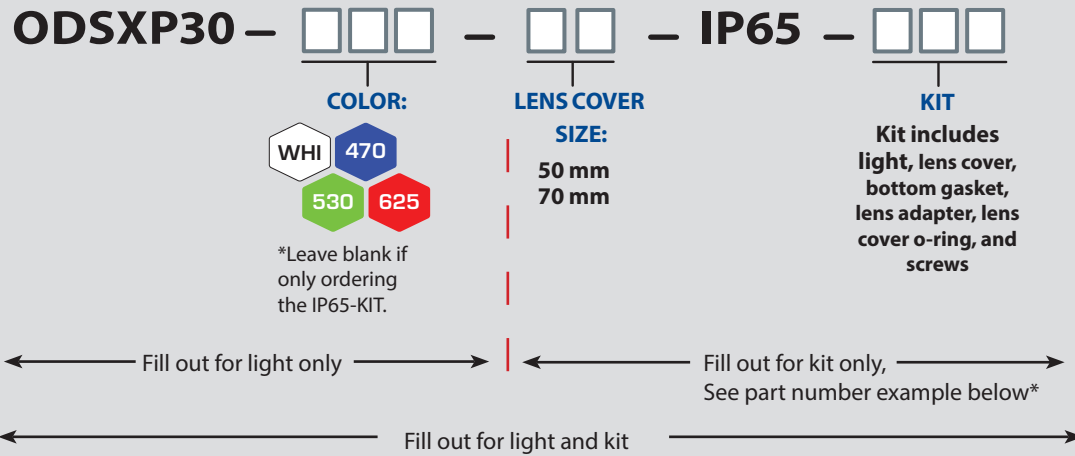 ODSXP30 – – – IP65 –
COLOR:
WHI 470
530 625
*Leave blank if
only ordering
the IP65-KIT.
LENS COVER
SIZE:
50 mm
70 mm
KIT
Kit includes
light, lens cover,
bottom gasket,
lens adapter, lens
cover o-ring, and
screws
Fill out for light only
Fill out for kit only,
See part number example below*
Fill out for light and kit